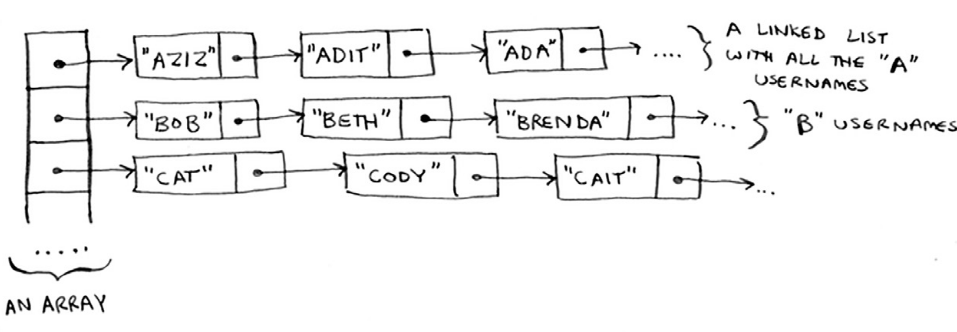 "AZIZ" "ADIT" "ADA" ....
A LINKED LIST
WITH ALL THE "A"
USERNAMES
"BOB" "BETH" "BRENDA" ... "B" USERNAMES
"CAT" "CODY" "CAIT" ...
.....
AN ARRAY